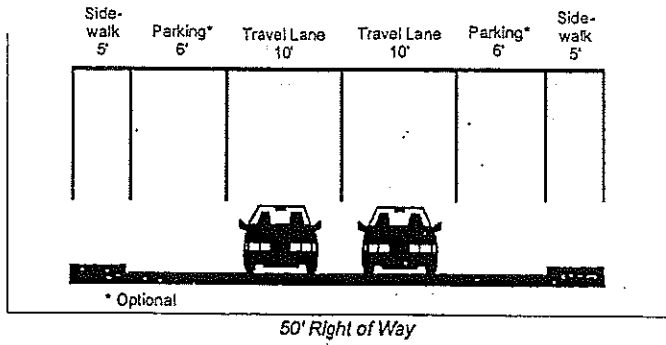 Side-
walk
5'
Parking*
6'
Travel Lane
10'
Travel Lane
10'
Parking*
6'
Side-
walk
5'
* Optional
50' Right of Way